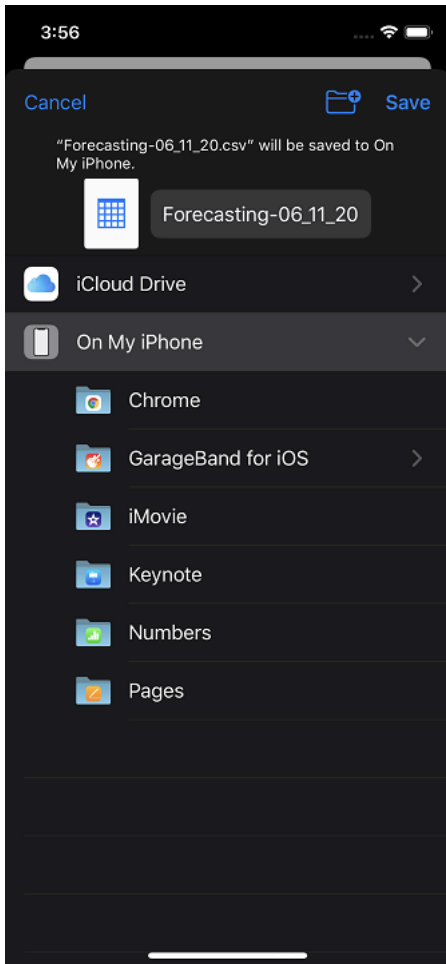 3:56
Cancel
Save
“Forecasting-06_11_20.csv” will be saved to On
My iPhone.
Forecasting-06_11_20
iCloud Drive
On My iPhone
Chrome
GarageBand for iOS
iMovie
Keynote
Numbers
Pages